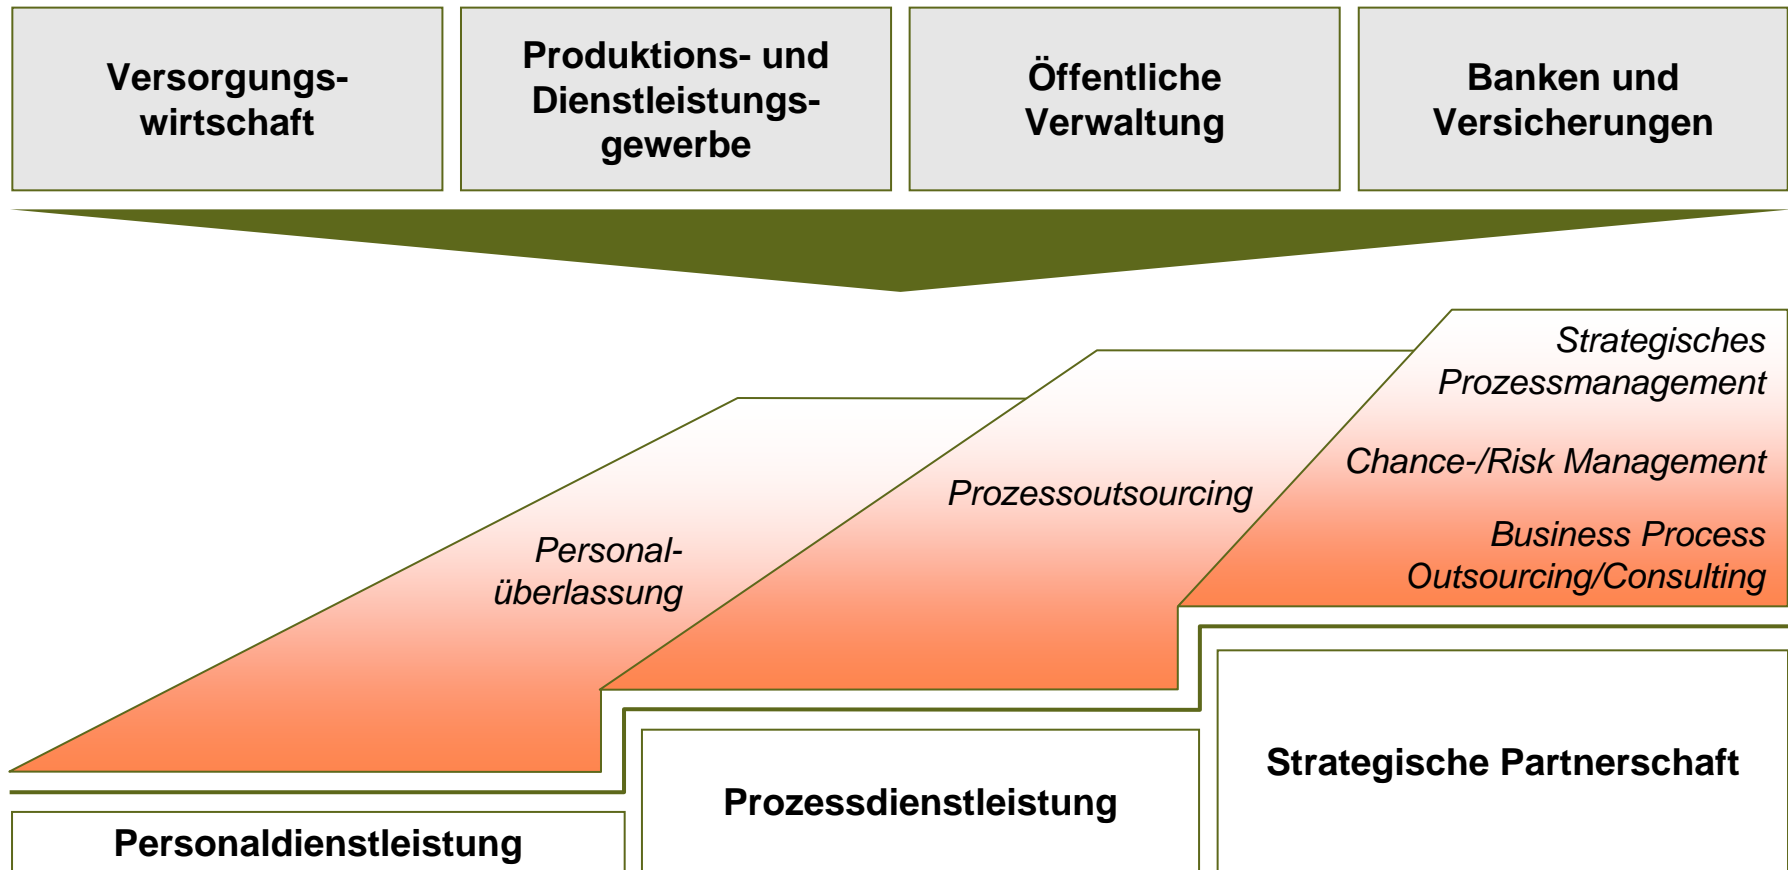 Versorgungs-
wirtschaft
Produktions- und
Dienstleistungs-
gewerbe
Öffentliche
Verwaltung
Banken und
Versicherungen
Strategisches
Prozessmanagement
Chance-/Risk Management
Business Process
Outsourcing/Consulting
Prozessoutsourcing
Personal-
überlassung
Strategische Partnerschaft
Prozessdienstleistung
Personaldienstleistung